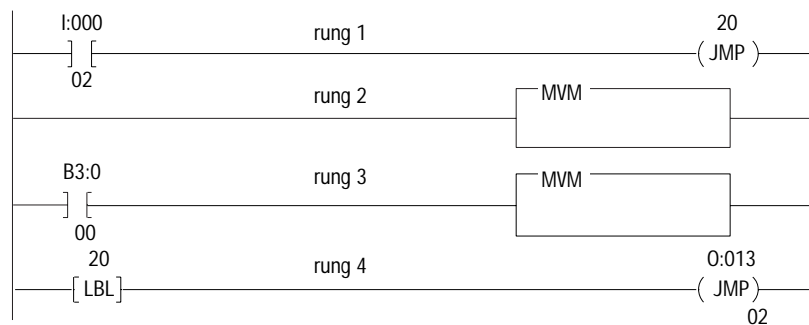 I:000
rung 1
20
JMP
02
rung 2
MVM
B3:0
rung 3
MVM
00
20
rung 4
O:013
LBL
JMP
02